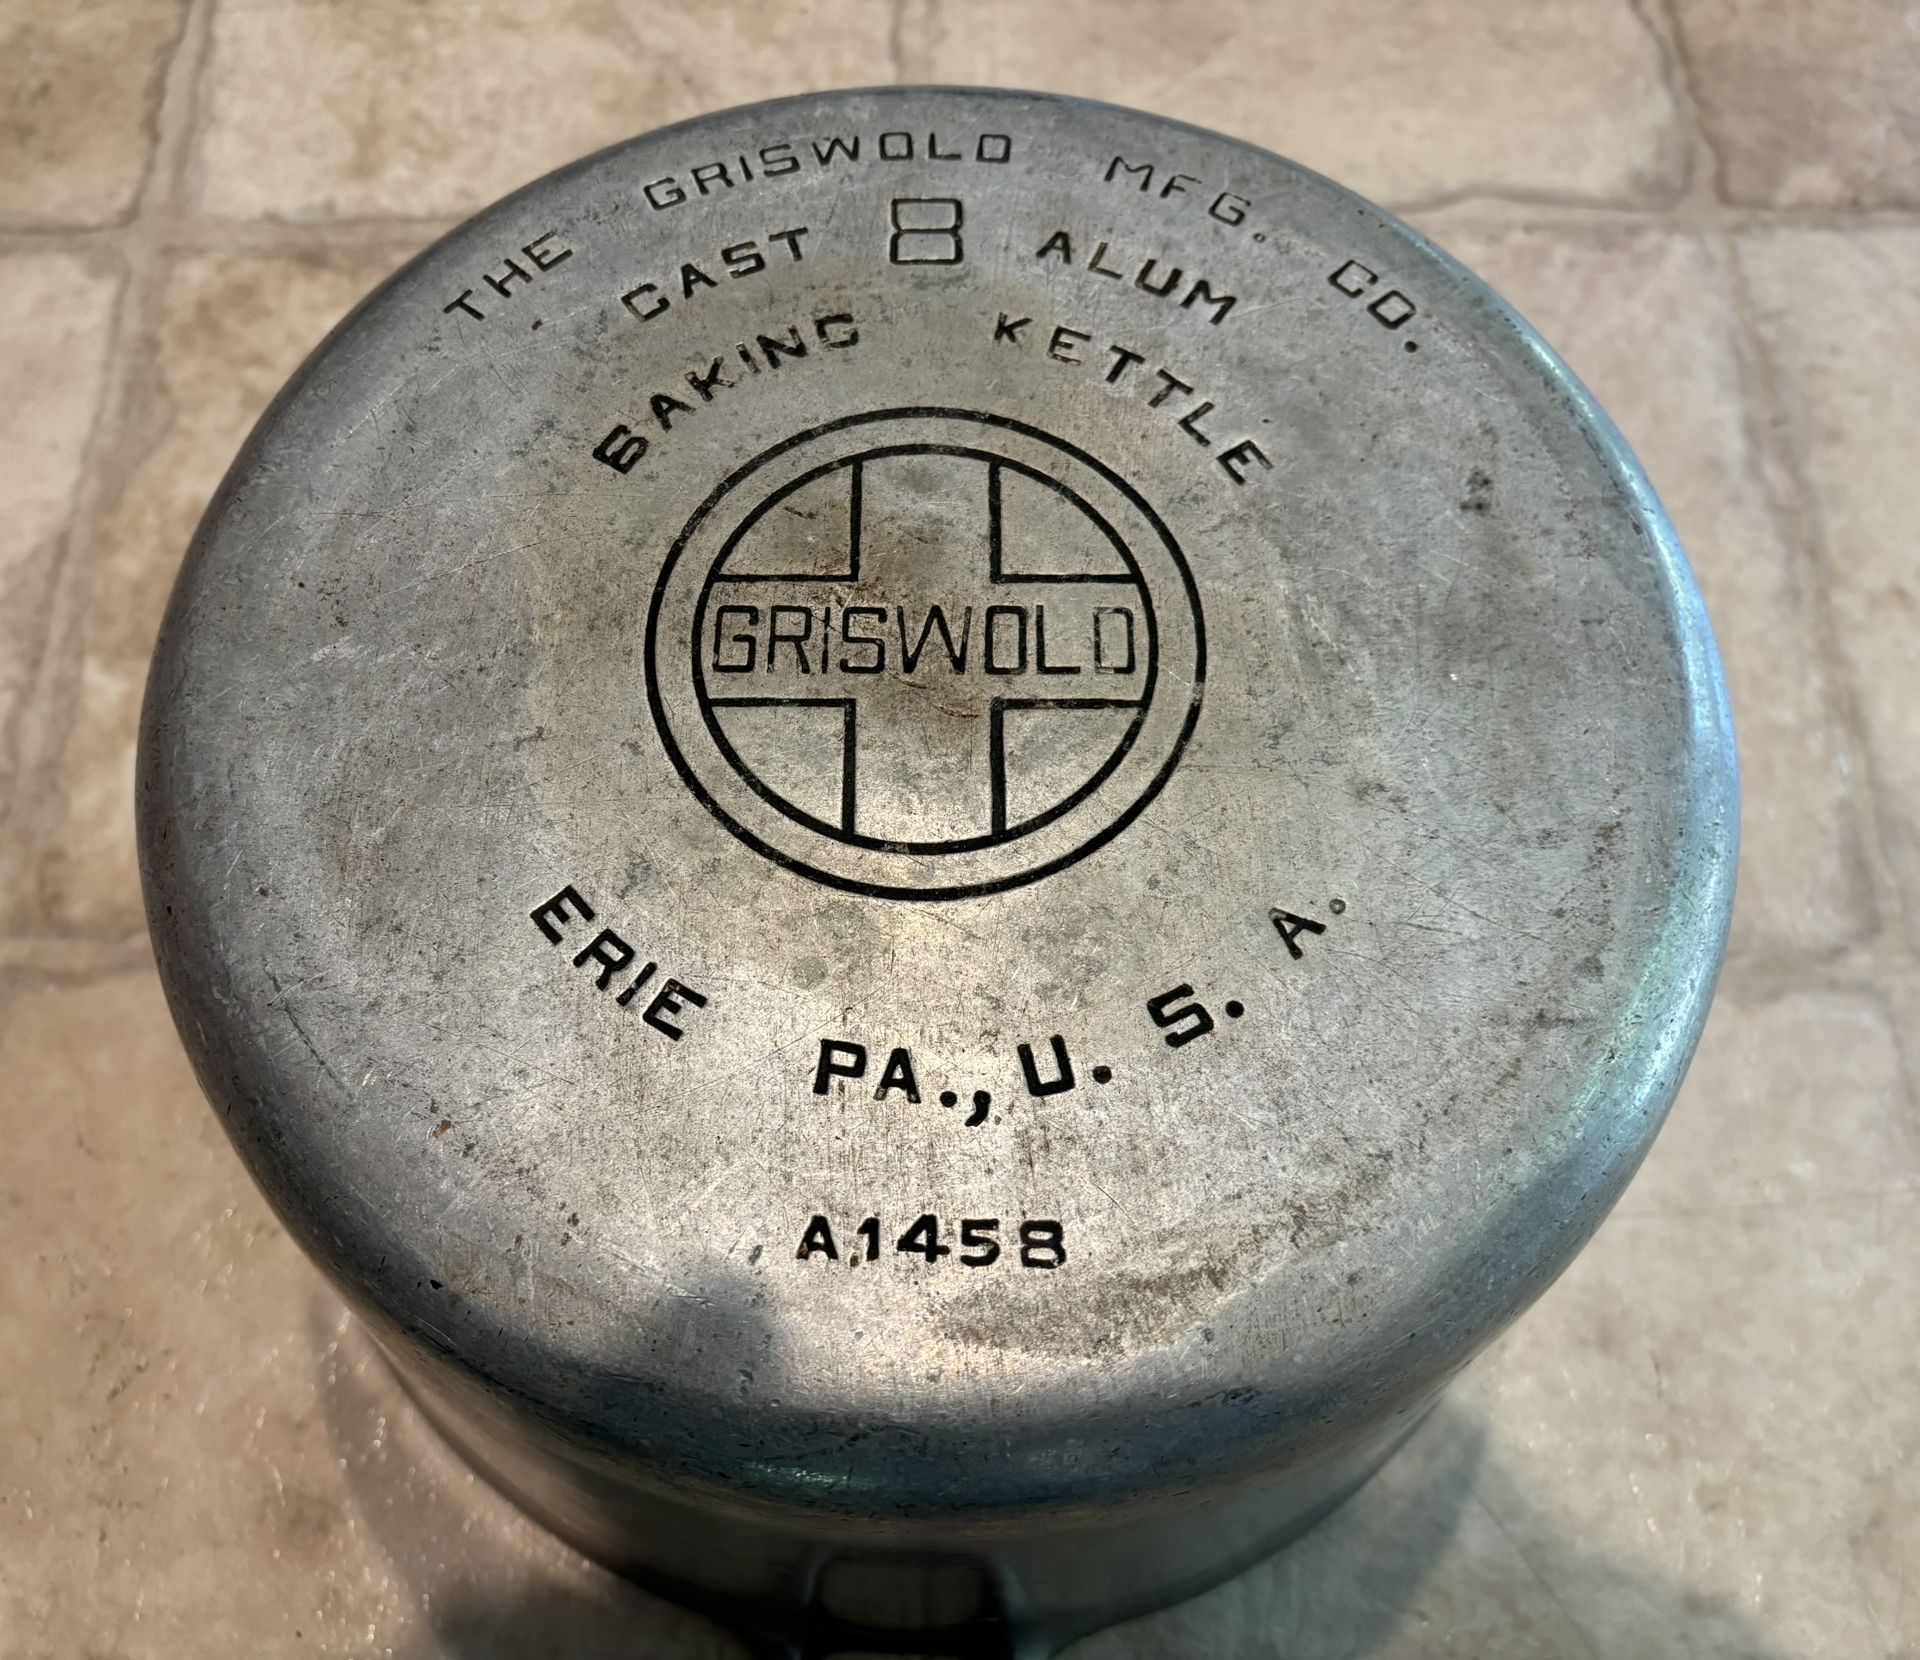 THE GRISWOLD MFG. CO.
CAST 8 ALUM
BAKING KETTLE
GRISWOLD
ERIE PA., U. S. A.
A1458